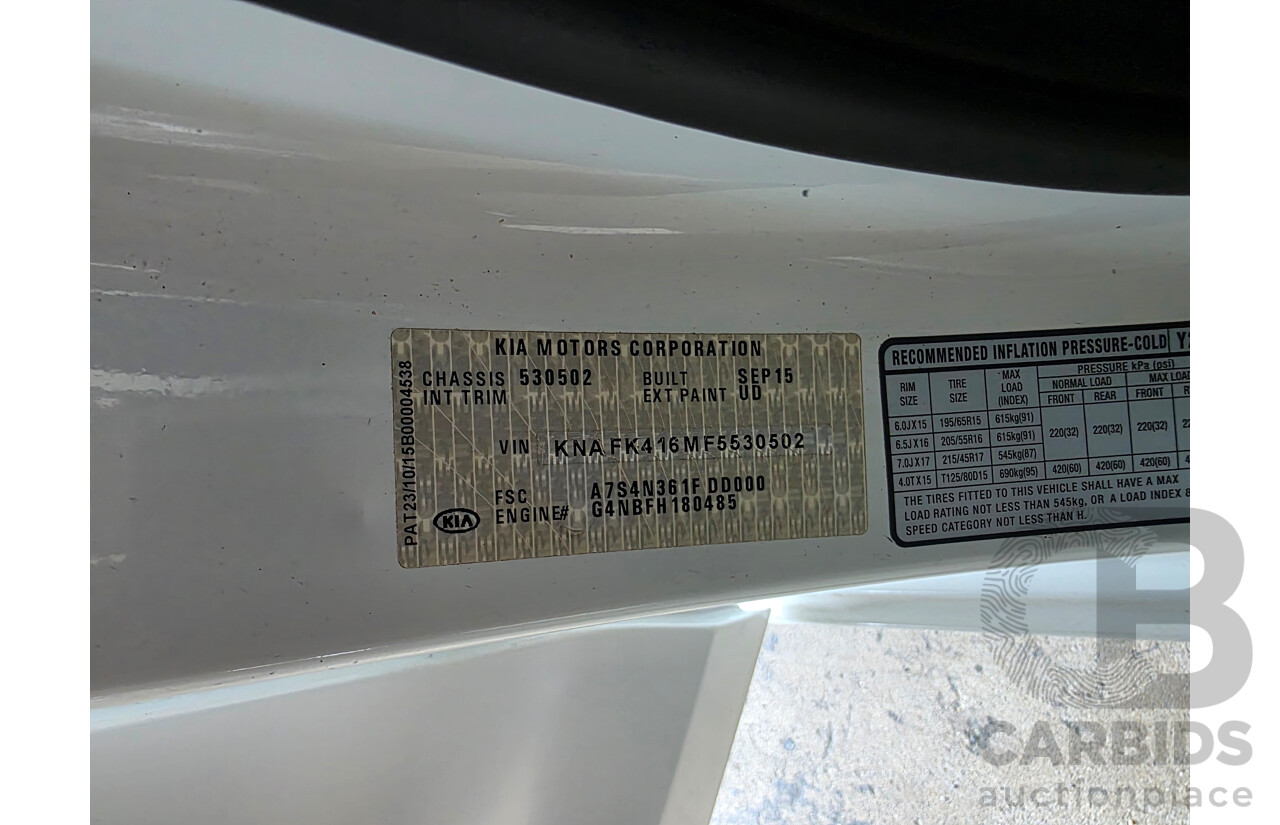 PAT23/10/15B00004538
KIA MOTORS CORPORATION
CHASSIS 530502 BUILT SEP15
INT TRIM EXT PAINT UD
VIN KNAFK416MF5530502
FSC A7S4N361F DD000
ENGINE# G4NBFH180485
KIA
RECOMMENDED INFLATION PRESSURE-COLD
RIM SIZE TIRE SIZE MAX LOAD (INDEX) PRESSURE kPa (psi)
NORMAL LOAD MAX LOAD
FRONT REAR FRONT
6.0JX15 195/65R15 615kg(91)
6.5JX16 205/55R16 615kg(91) 220(32) 220(32) 220(32)
7.0JX17 215/45R17 545kg(87)
4.0TX15 T125/80D15 690kg(95) 420(60) 420(60) 420(60)
THE TIRES FITTED TO THIS VEHICLE SHALL HAVE A MAX
LOAD RATING NOT LESS THAN 545kg, OR A LOAD INDEX &
SPEED CATEGORY NOT LESS THAN H.
CB
CARBIDS
auctionplace